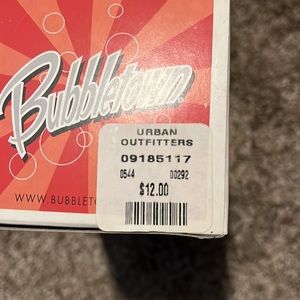 Bubbletown
URBAN
OUTFITTERS
09185117
0544 00292
$12.00
WWW.BUBBLETO